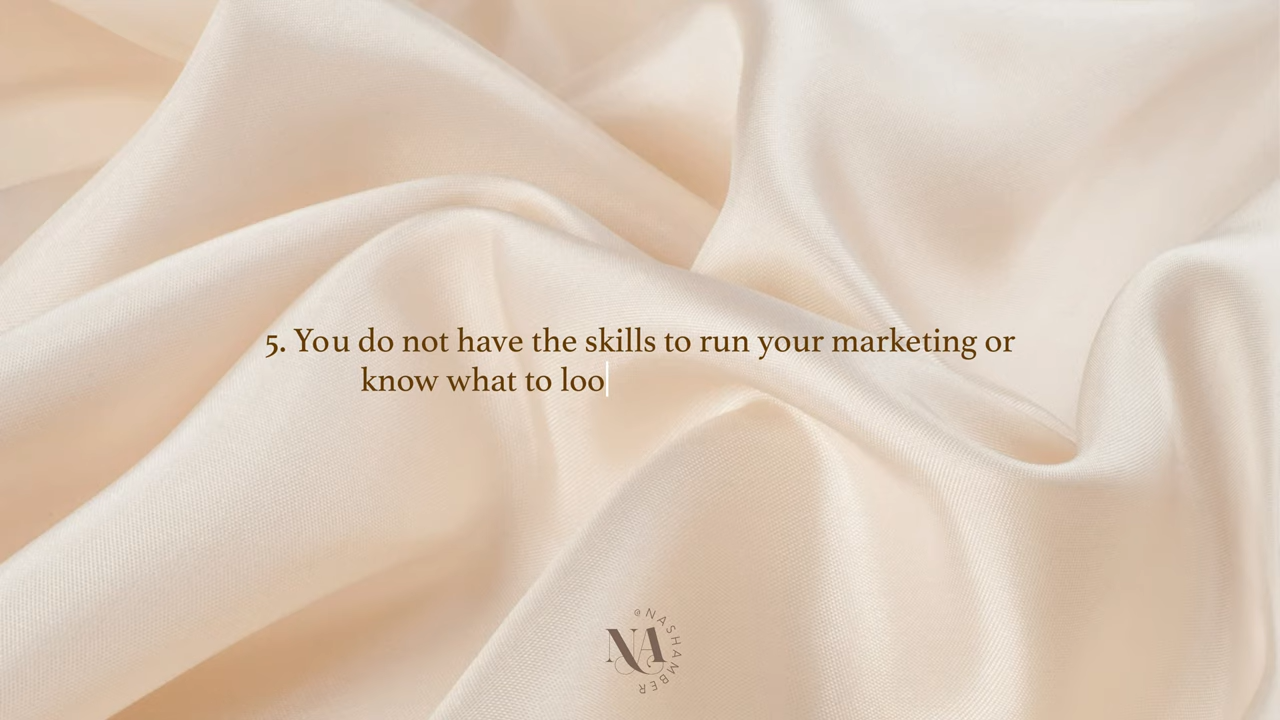 5. You do not have the skills to run your marketing or
know what to loo
NA
@NASHAMBER